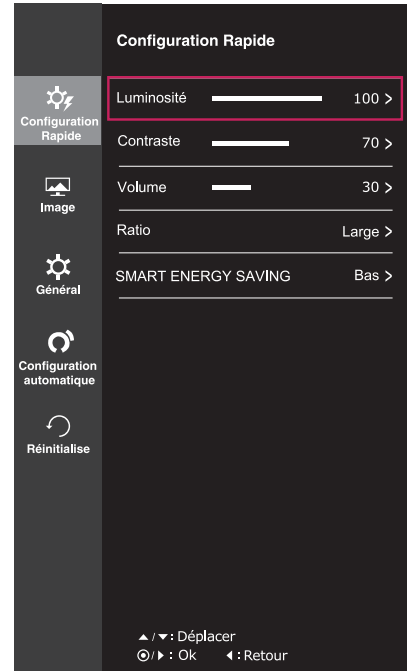 Configuration Rapide
Configuration
Rapide
Image
Général
Configuration
automatique
Réinitialise
Luminosité 100 >
Contraste 70 >
Volume 30 >
Ratio Large >
SMART ENERGY SAVING Bas >
▲/▼: Déplacer
◉/▶ : Ok ◀ : Retour